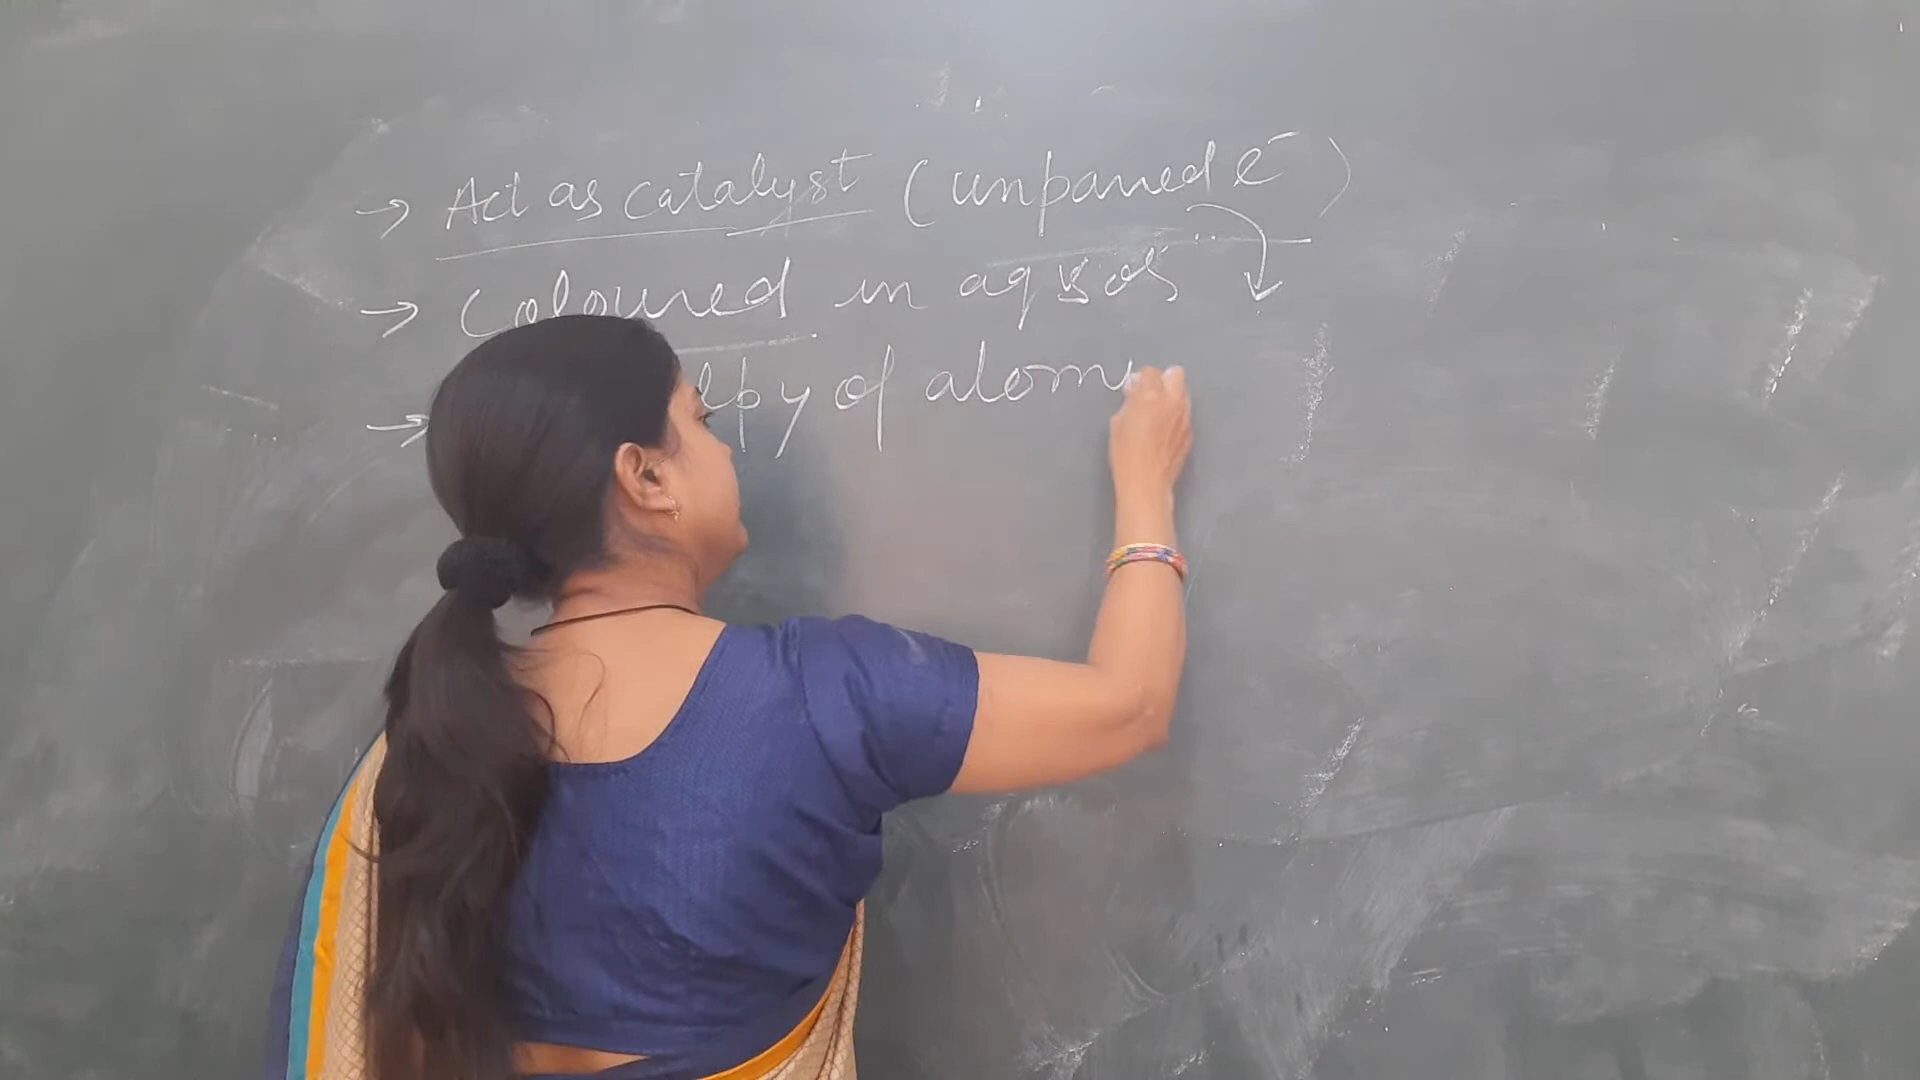 → Act as catalyst (unpaired e⁻)
→ Coloured in aq sol
→ lpy of atom